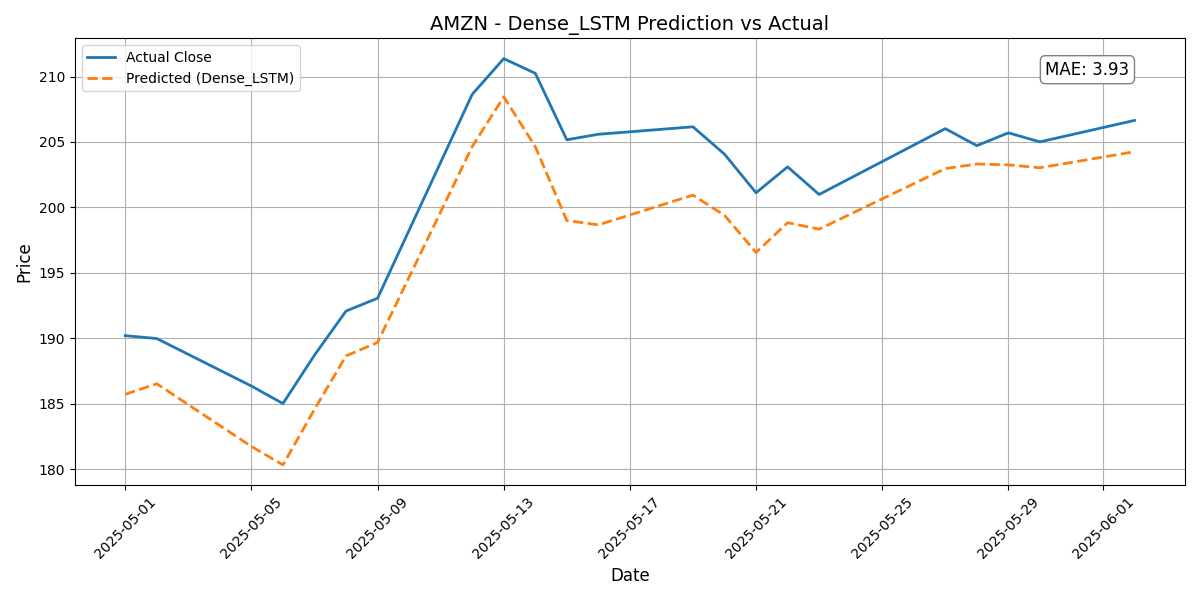 AMZN - Dense_LSTM Prediction vs Actual
Actual Close
Predicted (Dense_LSTM)
MAE: 3.93
Price
210
205
200
195
190
185
180
2025-05-01
2025-05-05
2025-05-09
2025-05-13
2025-05-17
2025-05-21
2025-05-25
2025-05-29
2025-06-01
Date